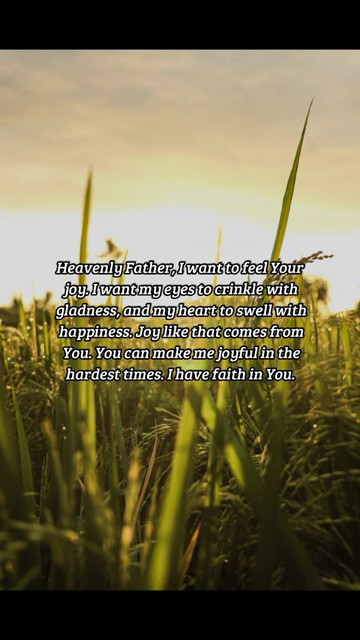 Heavenly Father, I want to feel Your
joy. I want my eyes to crinkle with
gladness, and my heart to swell with
happiness. Joy like that comes from
You. You can make me joyful in the
hardest times. I have faith in You.